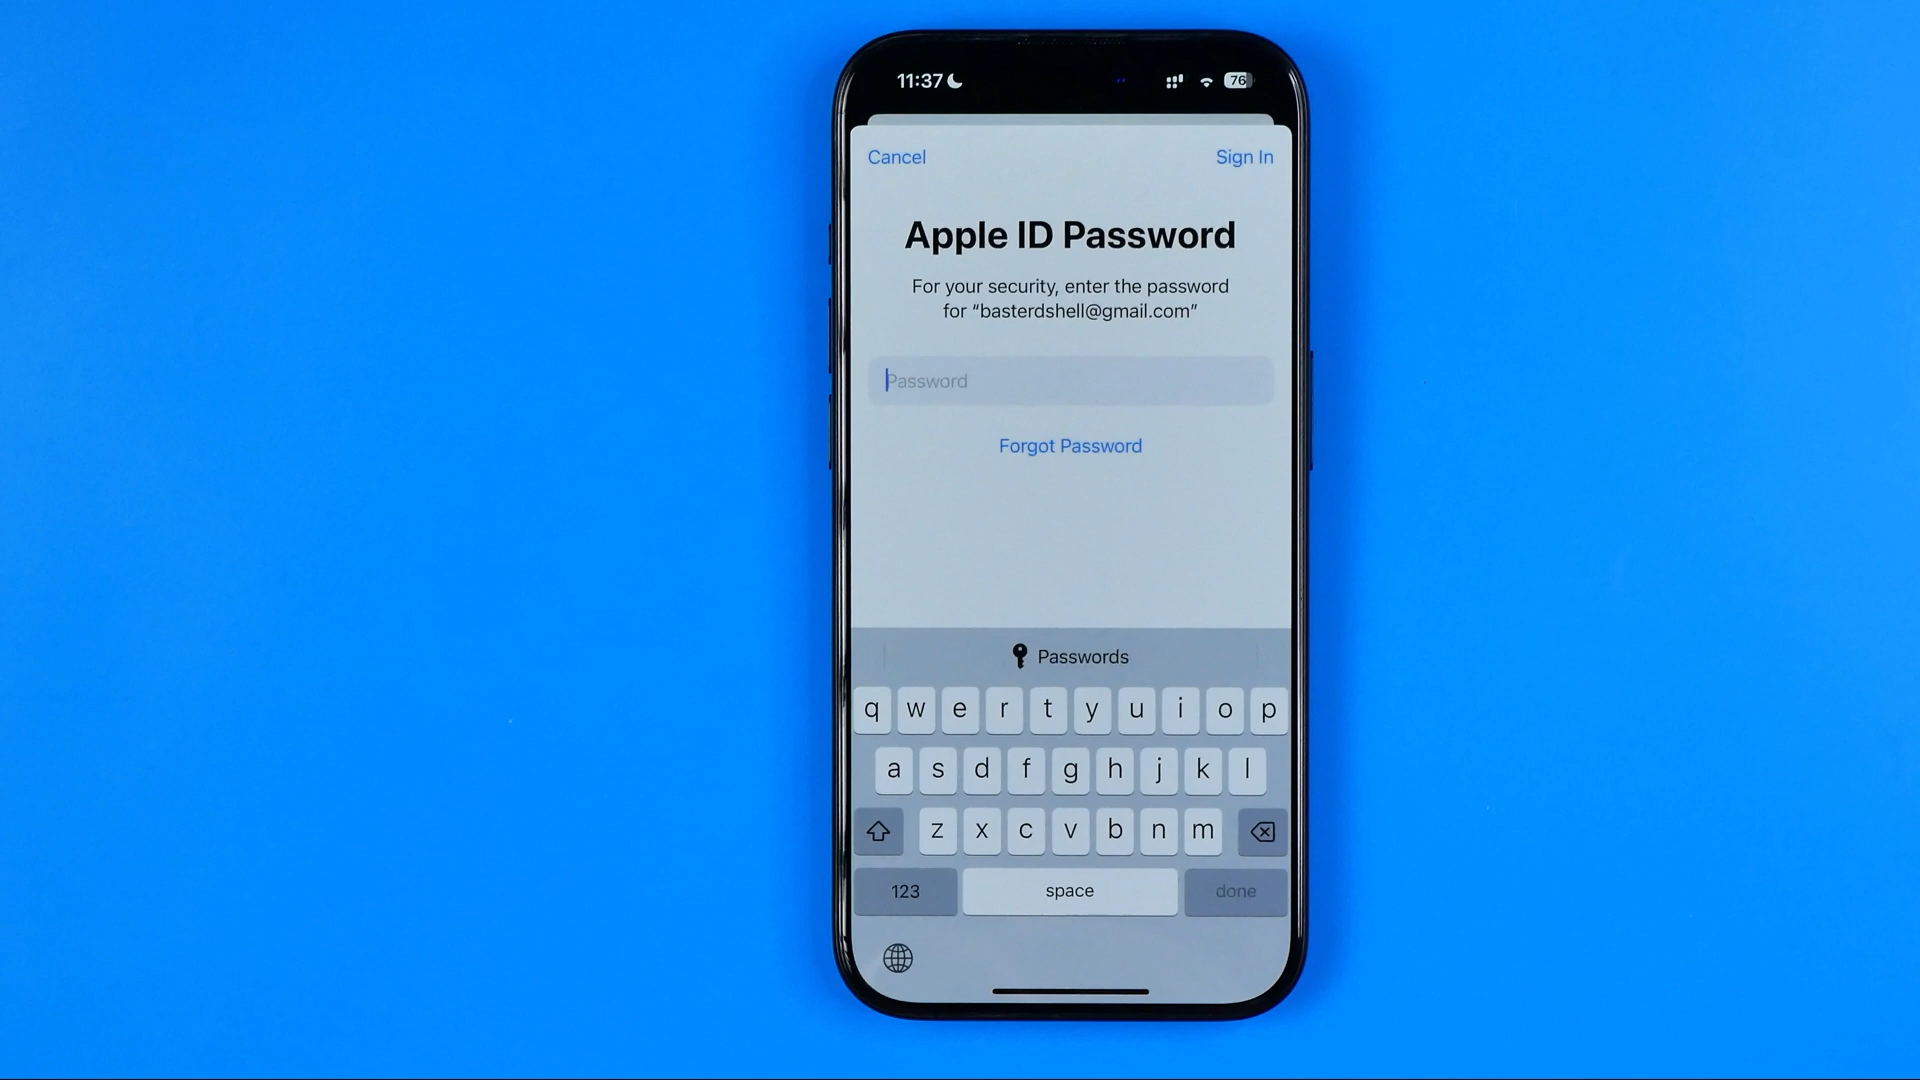 11:37
76
Cancel
Sign In
Apple ID Password
For your security, enter the password
for “basterdshell@gmail.com”
Password
Forgot Password
Passwords
q w e r t y u i o p
a s d f g h j k l
z x c v b n m
123 space done